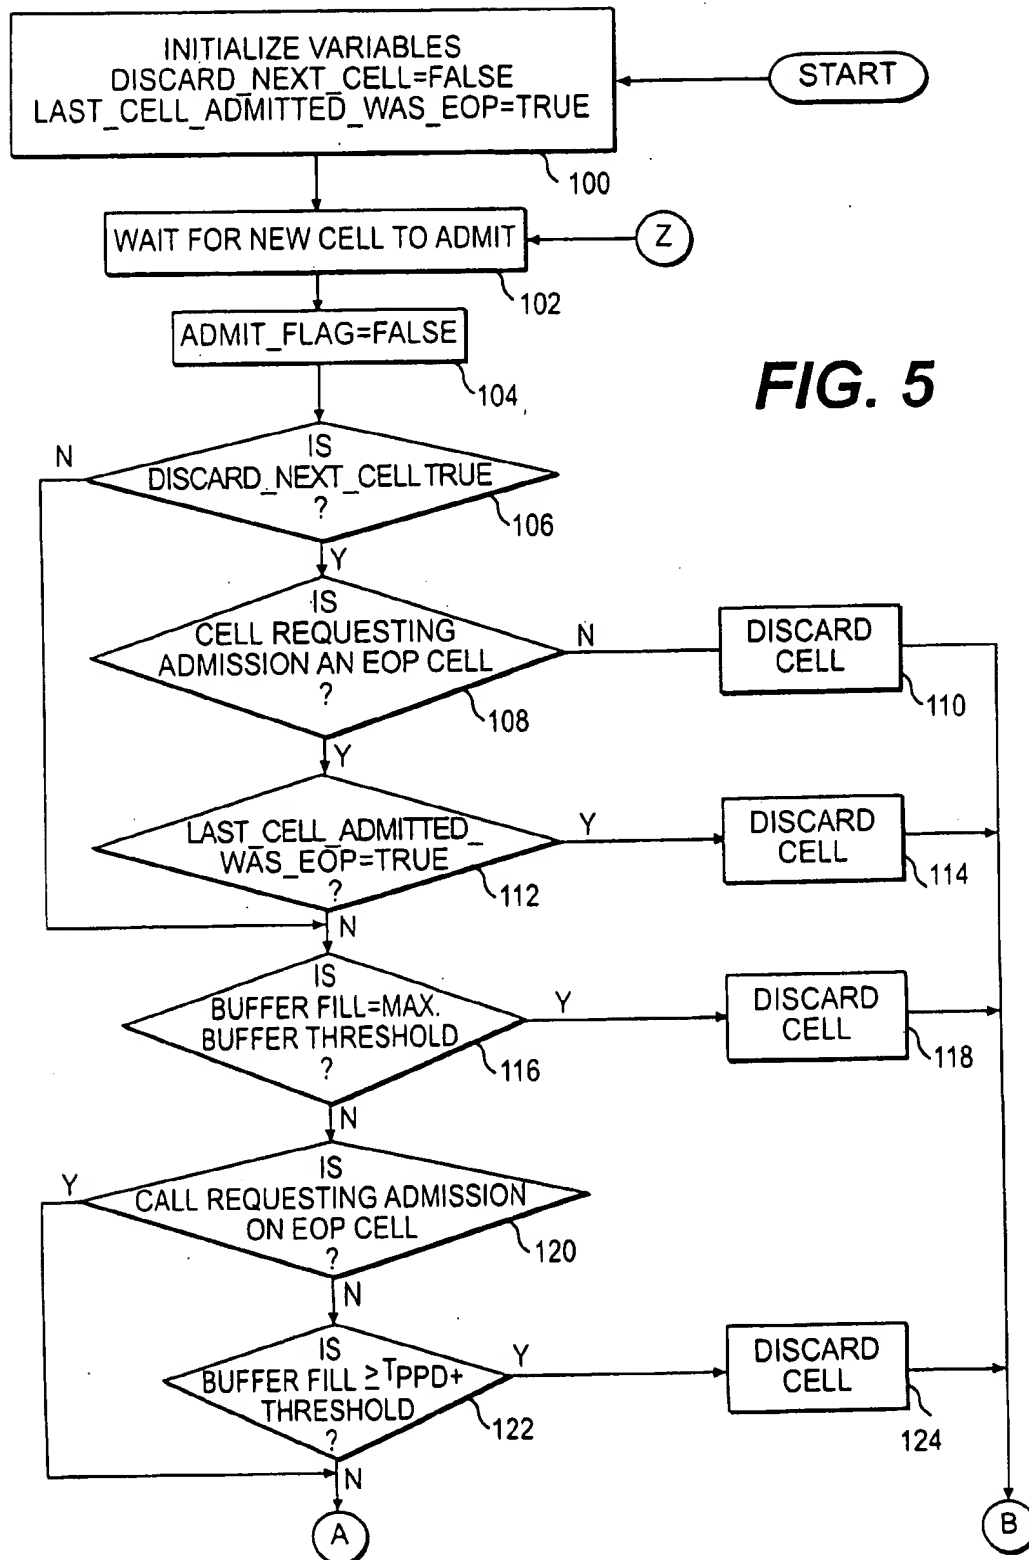 INITIALIZE VARIABLES
DISCARD_NEXT_CELL=FALSE
LAST_CELL_ADMITTED_WAS_EOP=TRUE
START
100
WAIT FOR NEW CELL TO ADMIT
Z
102
ADMIT_FLAG=FALSE
104
FIG. 5
N
IS
DISCARD_NEXT_CELL TRUE
?
106
Y
IS
CELL REQUESTING
ADMISSION AN EOP CELL
?
108
N
DISCARD
CELL
110
Y
LAST_CELL_ADMITTED_
WAS_EOP=TRUE
?
112
Y
DISCARD
CELL
114
N
IS
BUFFER FILL=MAX.
BUFFER THRESHOLD
?
116
Y
DISCARD
CELL
118
N
Y
IS
CALL REQUESTING ADMISSION
ON EOP CELL
?
120
N
IS
BUFFER FILL ≥TPPD+
THRESHOLD
?
122
Y
DISCARD
CELL
124
N
A
B